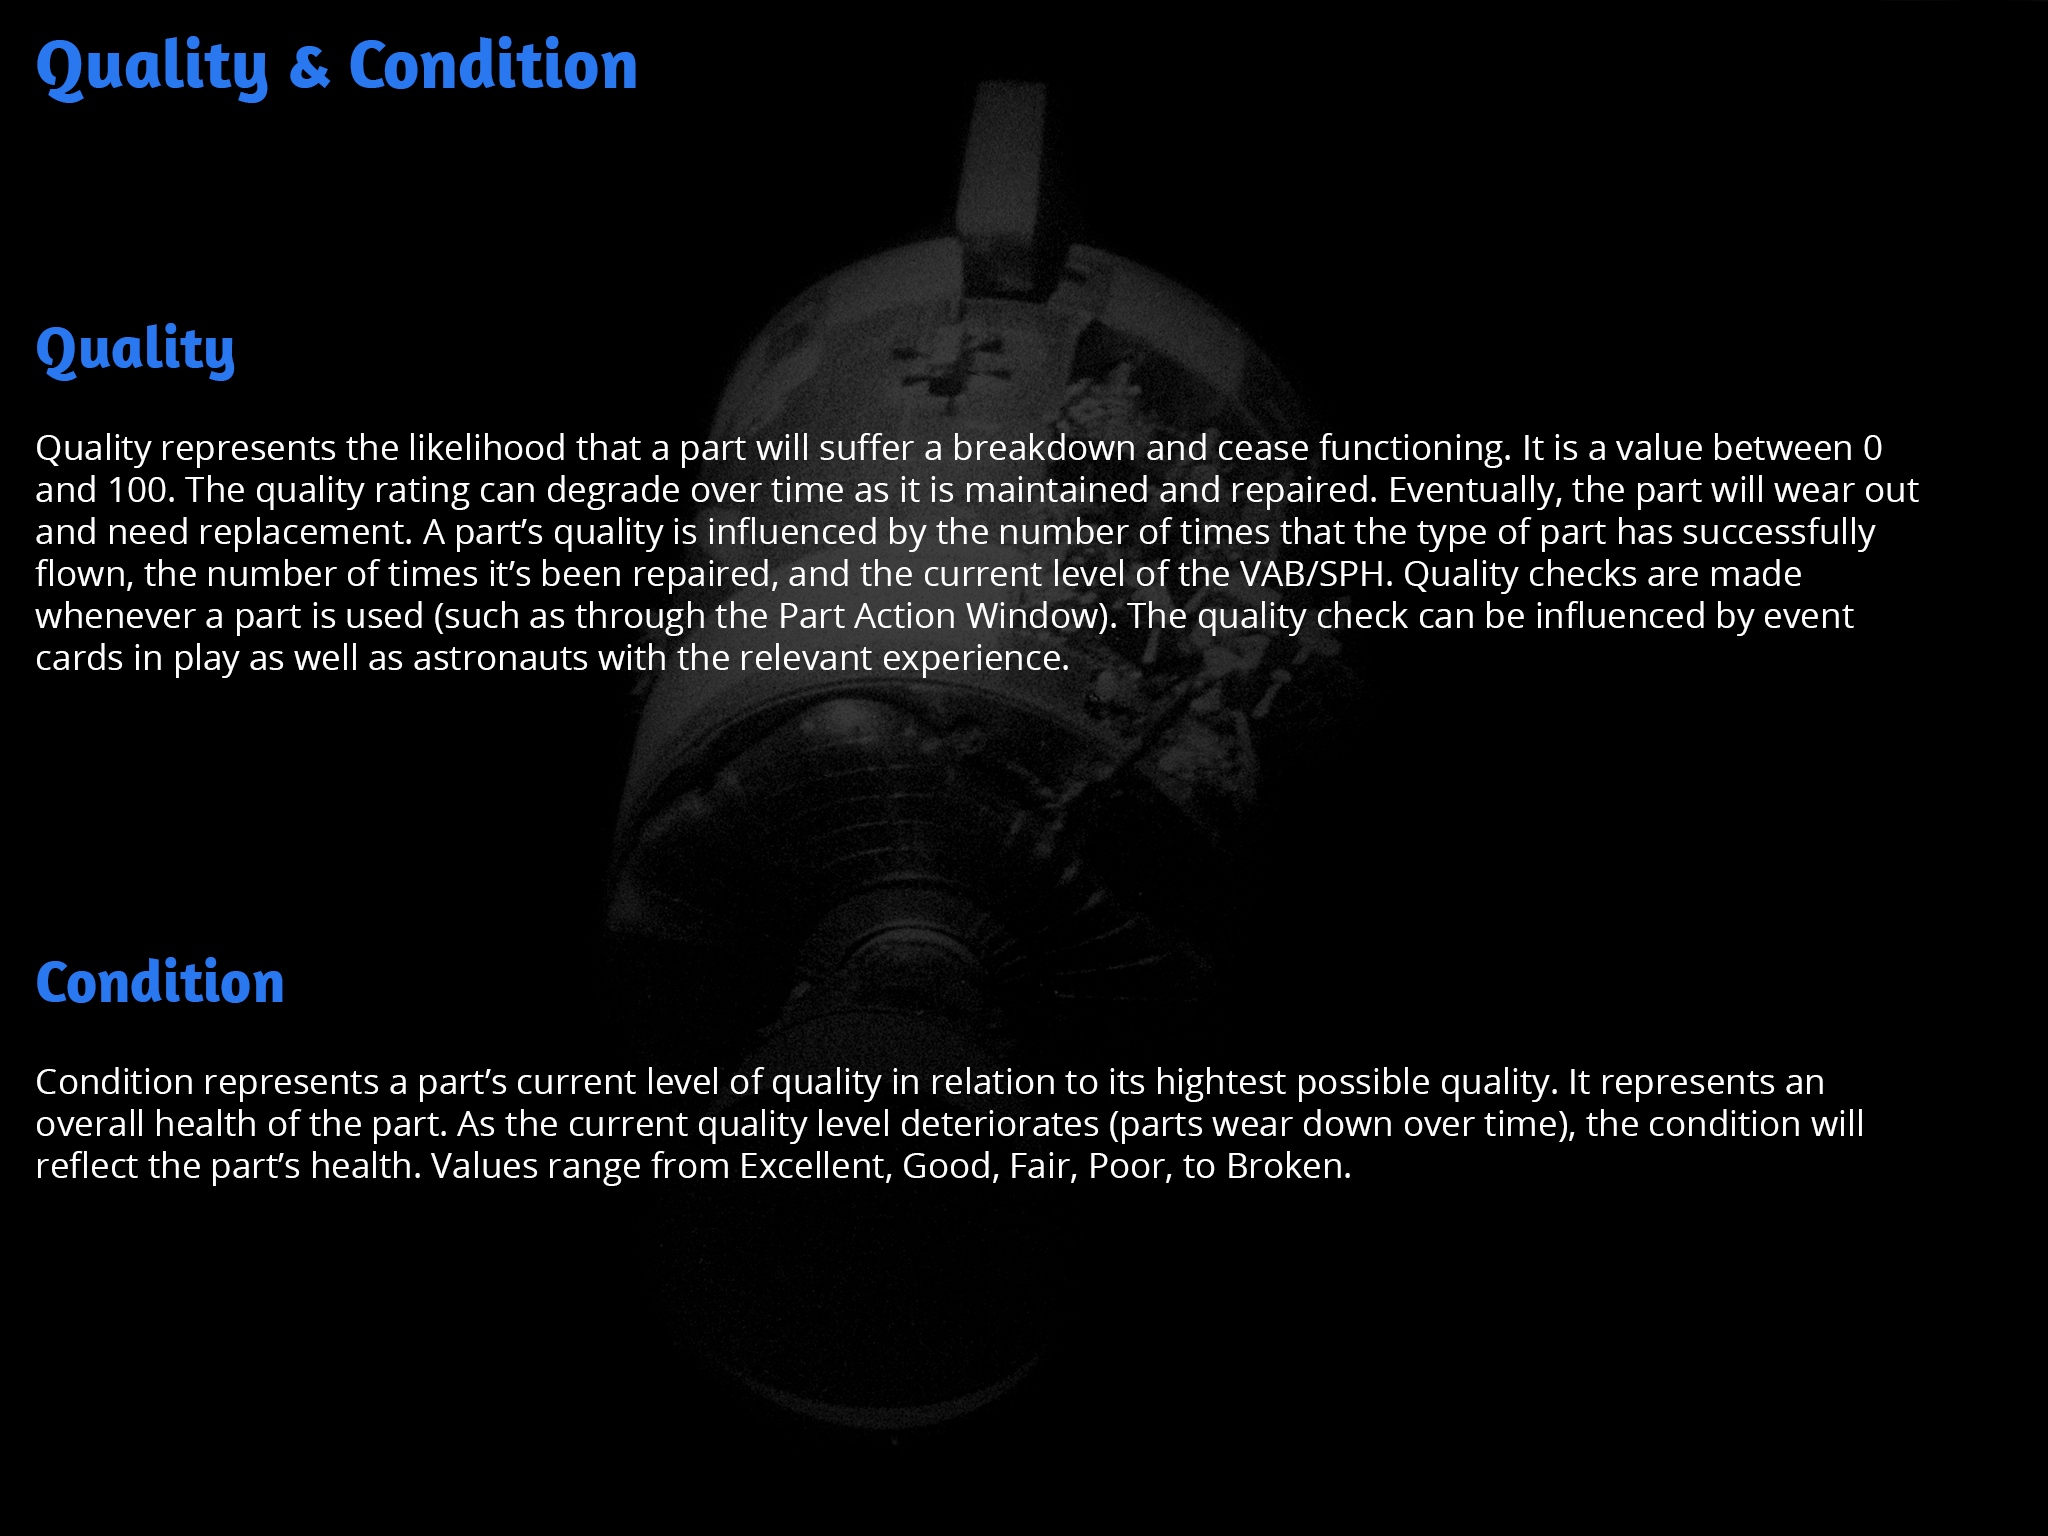 Quality & Condition
Quality
Quality represents the likelihood that a part will suffer a breakdown and cease functioning. It is a value between 0
and 100. The quality rating can degrade over time as it is maintained and repaired. Eventually, the part will wear out
and need replacement. A part’s quality is influenced by the number of times that the type of part has successfully
flown, the number of times it’s been repaired, and the current level of the VAB/SPH. Quality checks are made
whenever a part is used (such as through the Part Action Window). The quality check can be influenced by event
cards in play as well as astronauts with the relevant experience.
Condition
Condition represents a part’s current level of quality in relation to its hightest possible quality. It represents an
overall health of the part. As the current quality level deteriorates (parts wear down over time), the condition will
reflect the part’s health. Values range from Excellent, Good, Fair, Poor, to Broken.